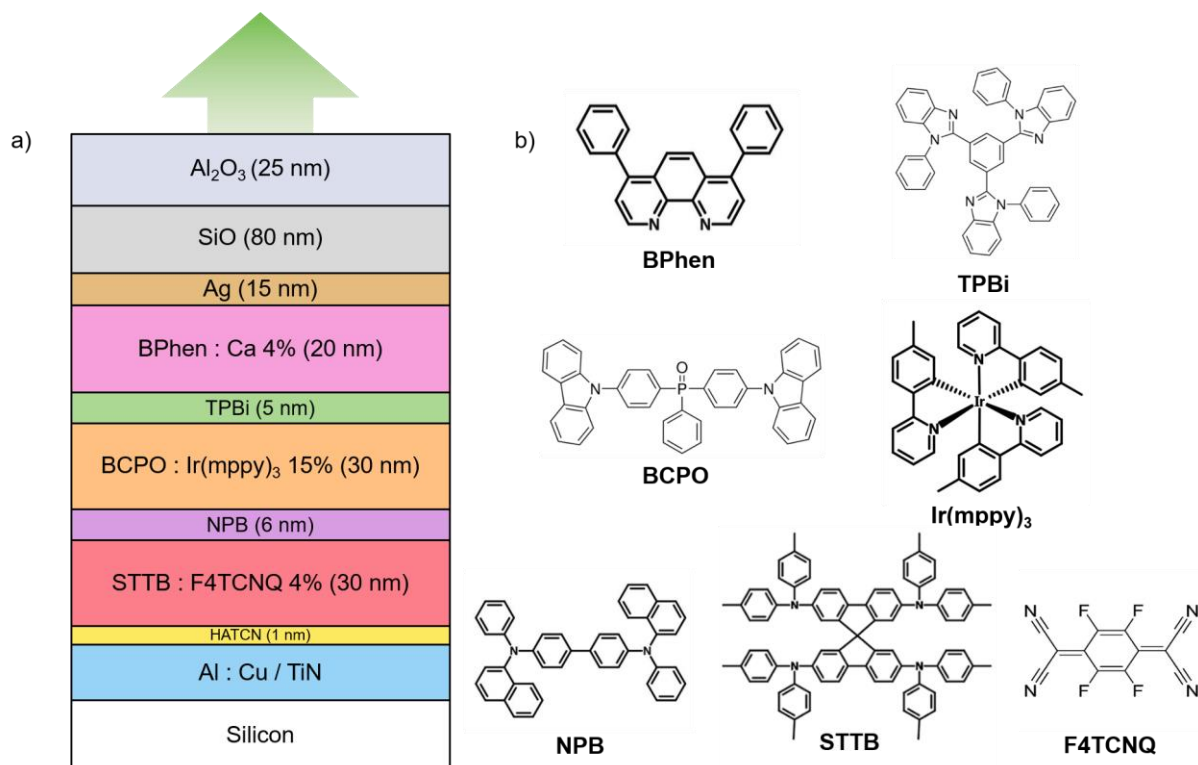 a)
Al₂O₃ (25 nm)
SiO (80 nm)
Ag (15 nm)
BPhen : Ca 4% (20 nm)
TPBi (5 nm)
BCPO : Ir(mppy)₃ 15% (30 nm)
NPB (6 nm)
STTB : F4TCNQ 4% (30 nm)
HATCN (1 nm)
Al : Cu / TiN
Silicon
b)
N N
BPhen
N N
N N
N N
TPBi
O
N P N
BCPO
N
Ir
N N
Ir(mppy)₃
N N
NPB
N N
N N
STTB
N N
F F
F F
N N
F4TCNQ